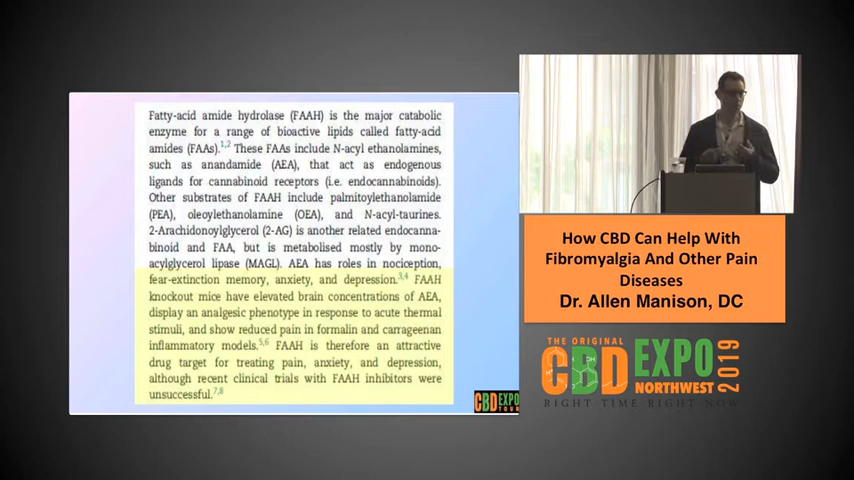 Fatty-acid amide hydrolase (FAAH) is the major catabolic
enzyme for a range of bioactive lipids called fatty-acid
amides (FAAs).1,2 These FAAs include N-acyl ethanolamines,
such as anandamide (AEA), that act as endogenous
ligands for cannabinoid receptors (i.e. endocannabinoids).
Other substrates of FAAH include palmitoylethanolamide
(PEA), oleoylethanolamine (OEA), and N-acyl-taurines.
2-Arachidonoylglycerol (2-AG) is another related endocanna-
binoid and FAA, but is metabolised mostly by mono-
acylglycerol lipase (MAGL). AEA has roles in nociception,
fear-extinction memory, anxiety, and depression.3,4 FAAH
knockout mice have elevated brain concentrations of AEA,
display an analgesic phenotype in response to acute thermal
stimuli, and show reduced pain in formalin and carrageenan
inflammatory models.5,6 FAAH is therefore an attractive
drug target for treating pain, anxiety, and depression,
although recent clinical trials with FAAH inhibitors were
unsuccessful.7,8
CBD EXPO
TOUR
How CBD Can Help With
Fibromyalgia And Other Pain
Diseases
Dr. Allen Manison, DC
THE ORIGINAL
CBD EXPO
NORTHWEST
2019
RIGHT TIME RIGHT NOW